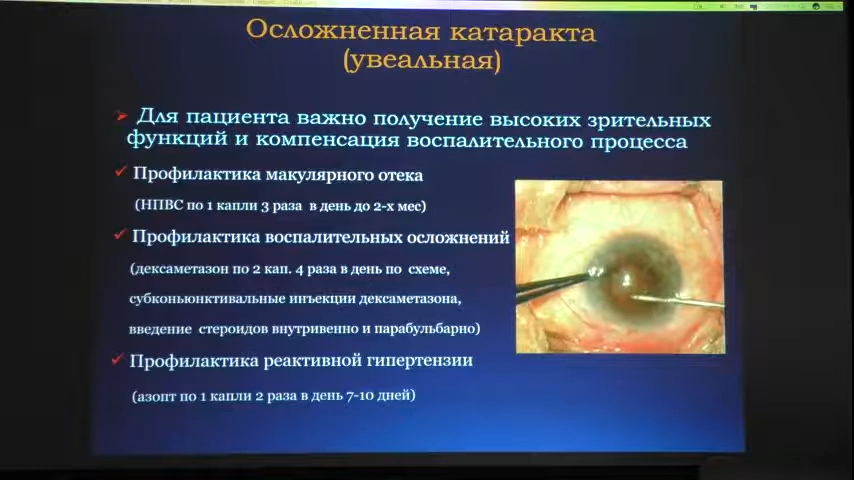 Осложненная катаракта
(увеальная)
Для пациента важно получение высоких зрительных
функций и компенсация воспалительного процесса
Профилактика макулярного отека
(НПВС по 1 капли 3 раза в день до 2-х мес)
Профилактика воспалительных осложнений
(дексаметазон по 2 кап. 4 раза в день по схеме,
субконьюнктивальные инъекции дексаметазона,
введение стероидов внутривенно и парабульбарно)
Профилактика реактивной гипертензии
(азопт по 1 капли 2 раза в день 7-10 дней)